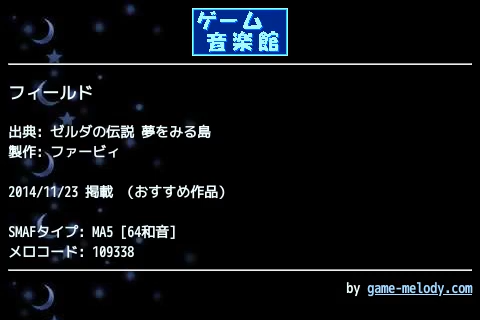 ゲーム
音楽館
フィールド
出典: ゼルダの伝説 夢をみる島
製作: ファービィ
2014/11/23 掲載 (おすすめ作品)
SMAFタイプ: MA5 [64和音]
メロコード: 109338
by game-melody.com